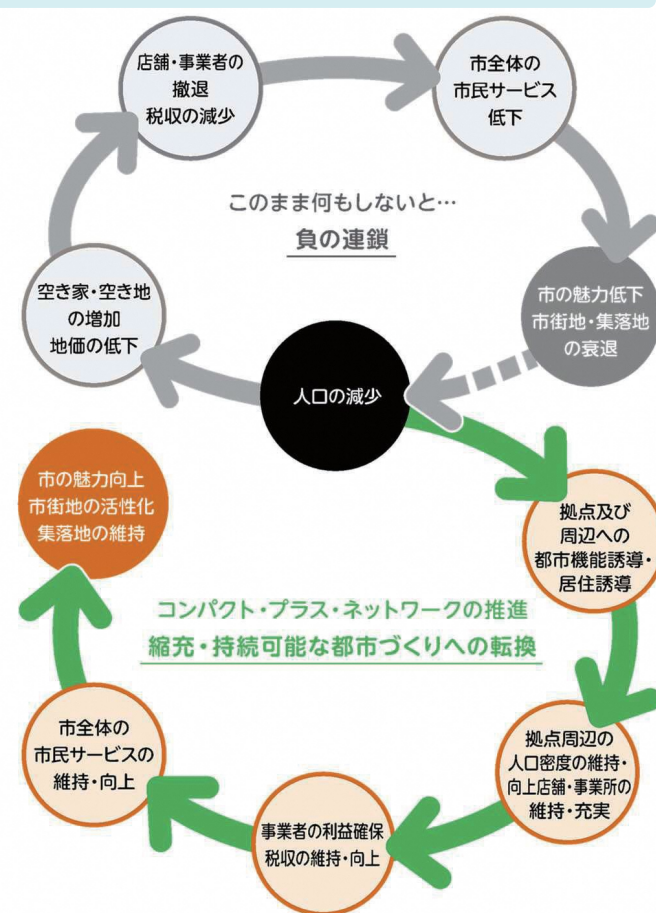 店舗・事業者の
撤退
税収の減少
市全体の
市民サービス
低下
このまま何もしないと…
負の連鎖
空き家・空き地
の増加
地価の低下
市の魅力低下
市街地・集落地
の衰退
人口の減少
市の魅力向上
市街地の活性化
集落地の維持
拠点及び
周辺への
都市機能誘導・
居住誘導
コンパクト・プラス・ネットワークの推進
縮充・持続可能な都市づくりへの転換
市全体の
市民サービスの
維持・向上
拠点周辺の
人口密度の維持・
向上店舗・事業所の
維持・充実
事業者の利益確保
税収の維持・向上